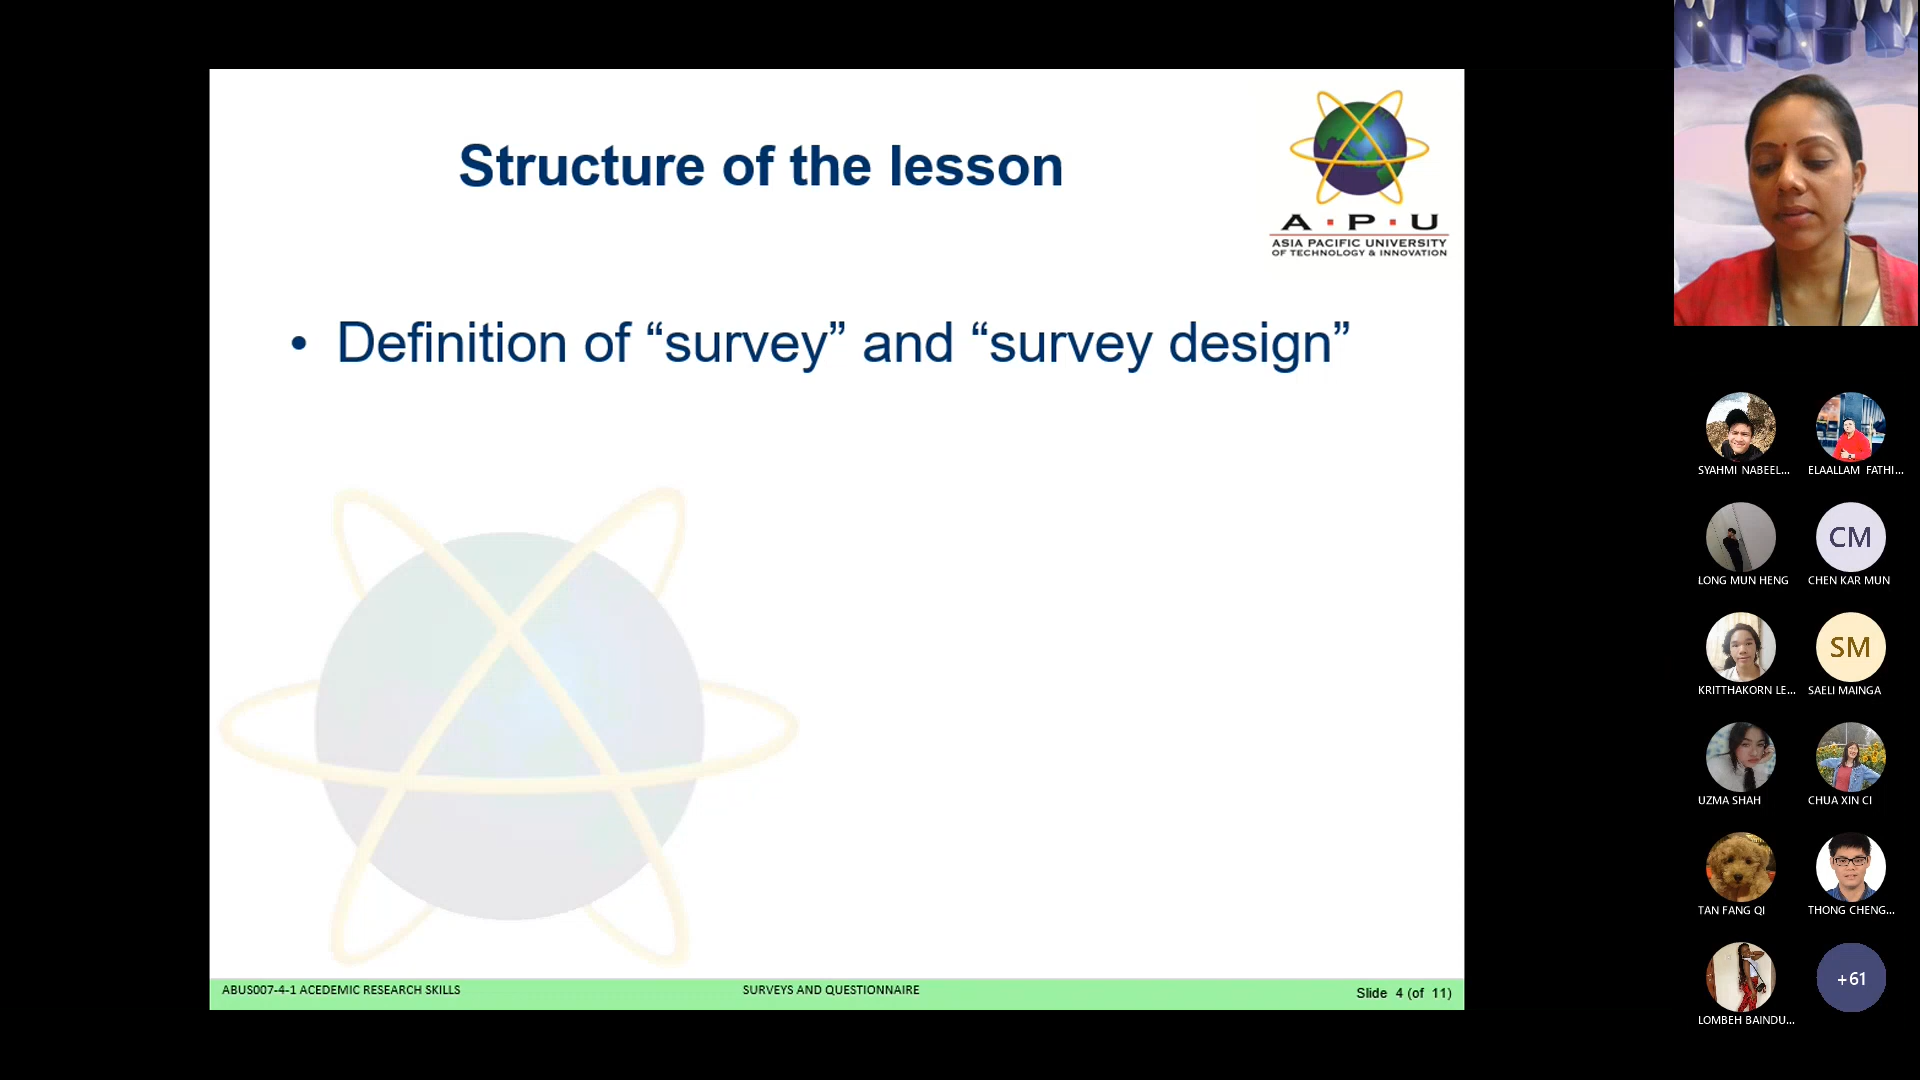 Structure of the lesson
A·P·U
ASIA PACIFIC UNIVERSITY
OF TECHNOLOGY & INNOVATION
• Definition of “survey” and “survey design”
ABUS007-4-1 ACEDEMIC RESEARCH SKILLS
SURVEYS AND QUESTIONNAIRE
Slide 4 (of 11)
SYAHMI NABEEL...
ELAALLAM FATHI...
CM
LONG MUN HENG
CHEN KAR MUN
SM
KRITTHAKORN LE...
SAELI MAINGA
UZMA SHAH
CHUA XIN CI
TAN FANG QI
THONG CHENG...
+61
LOMBEH BAINDU...